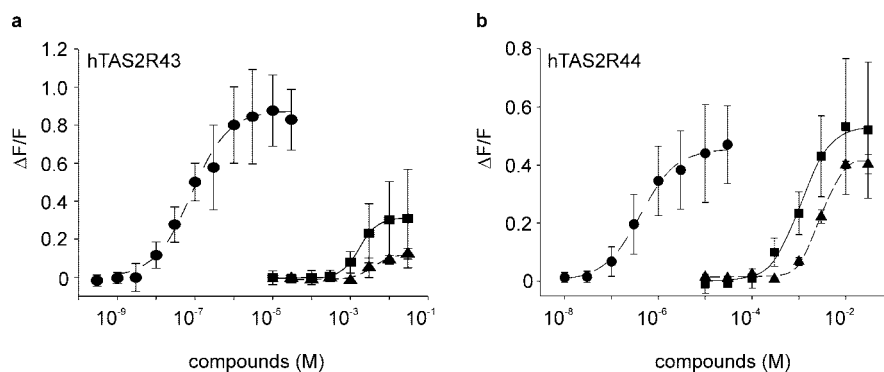 a
hTAS2R43
ΔF/F
1.2
1.0
0.8
0.6
0.4
0.2
0
10-9
10-7
10-5
10-3
10-1
compounds (M)
b
hTAS2R44
ΔF/F
0.8
0.6
0.4
0.2
0
10-8
10-6
10-4
10-2
compounds (M)